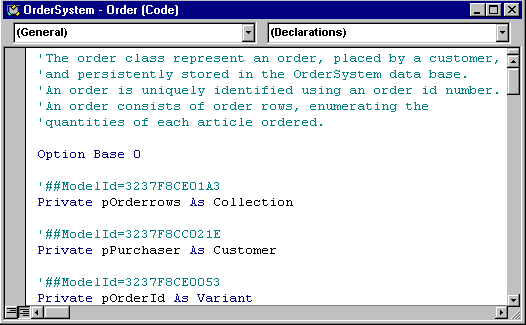 OrderSystem - Order (Code)
(General) (Declarations)
'The order class represent an order, placed by a customer,
'and persistently stored in the OrderSystem data base.
'An order is uniquely identified using an order id number.
'An order consists of order rows, enumerating the
'quantities of each article ordered.
Option Base 0
'##ModelId=3237F8CE01A3
Private pOrderrows As Collection
'##ModelId=3237F8CC021E
Private pPurchaser As Customer
'##ModelId=3237F8CE0053
Private pOrderId As Variant